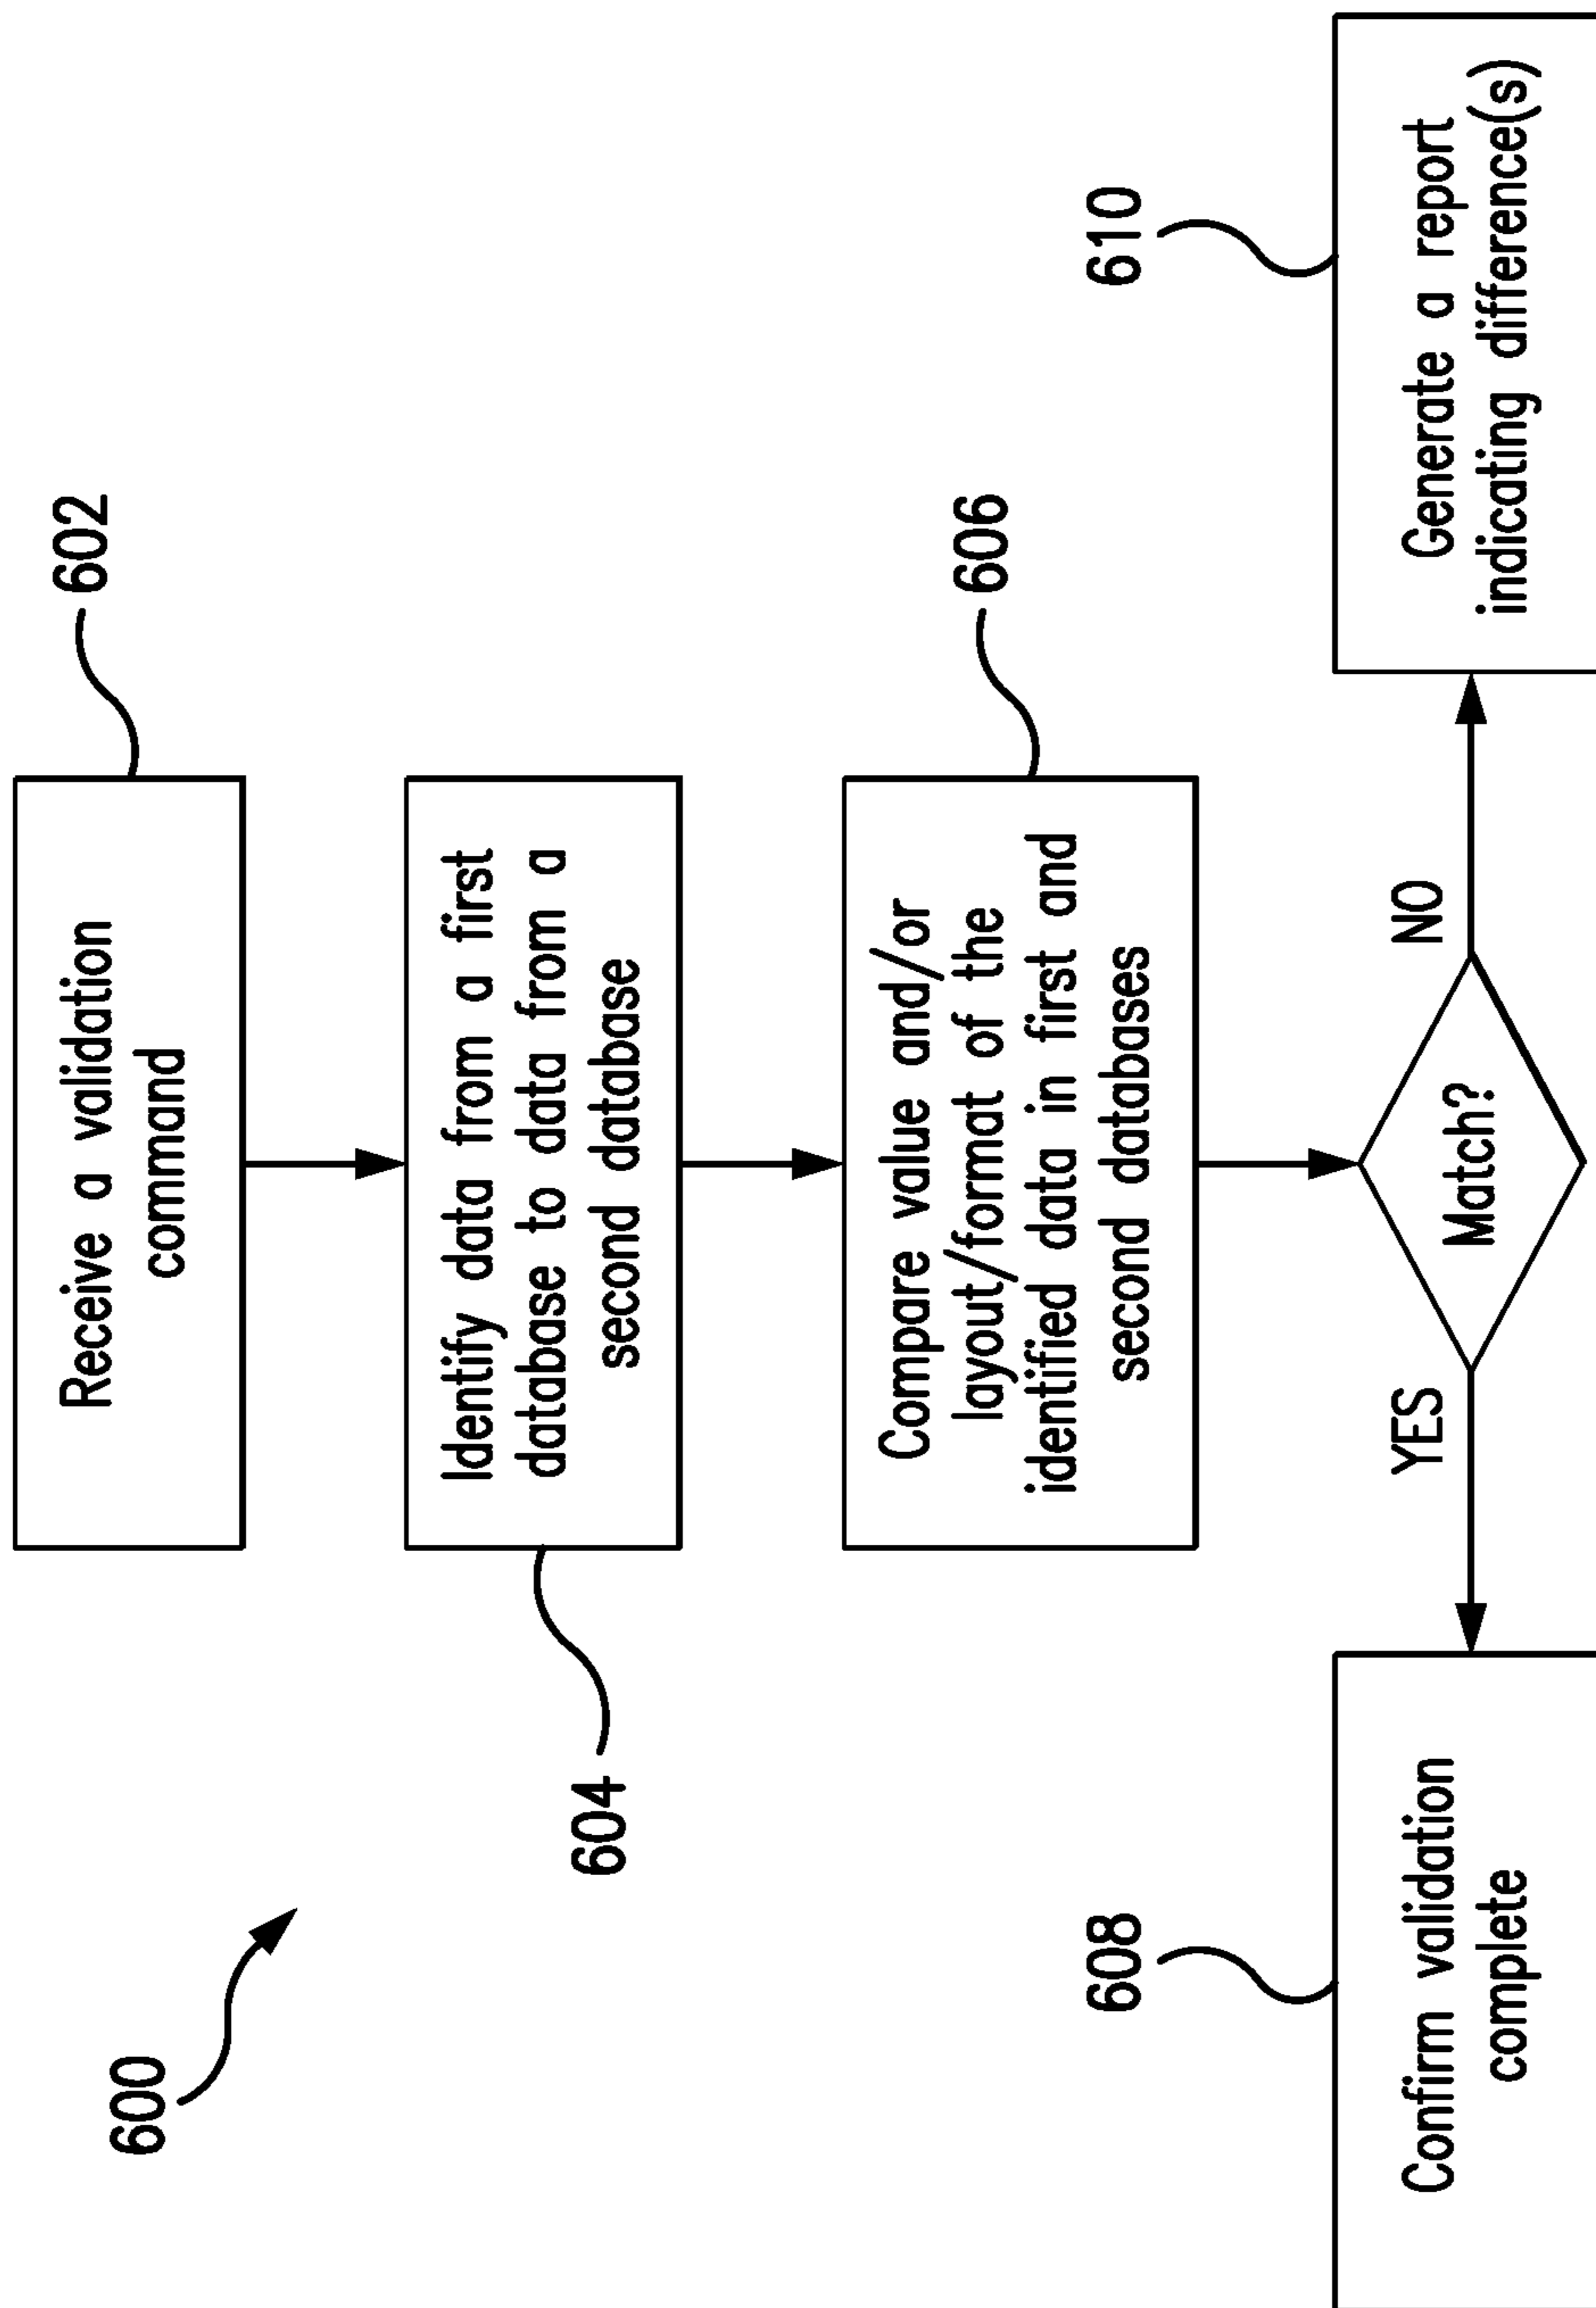 600
Receive a validation
command
602
Identify data from a first
database to data from a
second database
604
Compare value and/or
layout/format of the
identified data in first and
second databases
606
Match?
YES
NO
608
Confirm validation
complete
610
Generate a report
indicating difference(s)